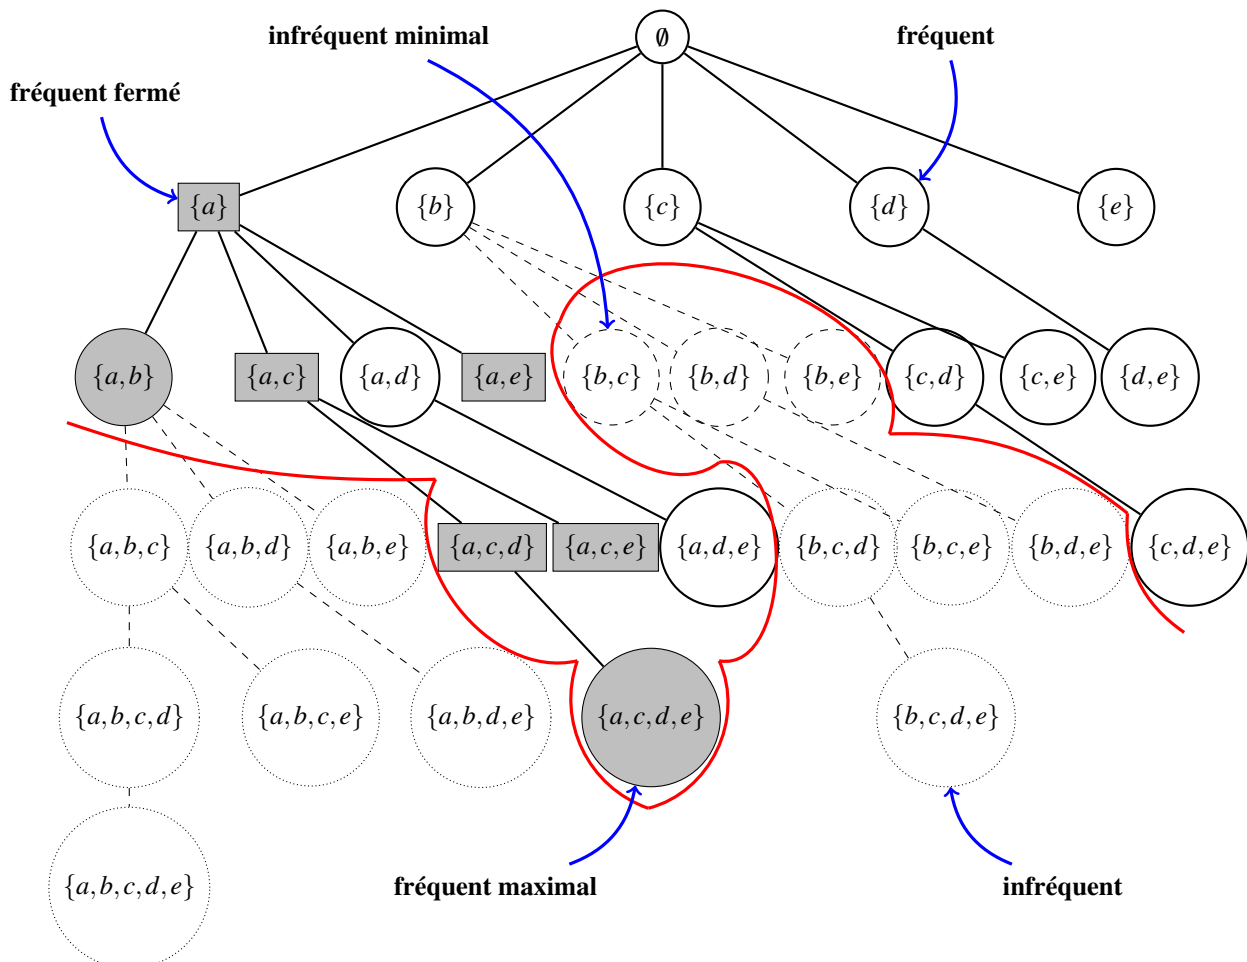 infréquent minimal
∅
fréquent
fréquent fermé
{a}
{b}
{c}
{d}
{e}
{a,b}
{a,c}
{a,d}
{a,e}
{b,c}
{b,d}
{b,e}
{c,d}
{c,e}
{d,e}
{a,b,c}
{a,b,d}
{a,b,e}
{a,c,d}
{a,c,e}
{a,d,e}
{b,c,d}
{b,c,e}
{b,d,e}
{c,d,e}
{a,b,c,d}
{a,b,c,e}
{a,b,d,e}
{a,c,d,e}
{b,c,d,e}
{a,b,c,d,e}
fréquent maximal
infréquent